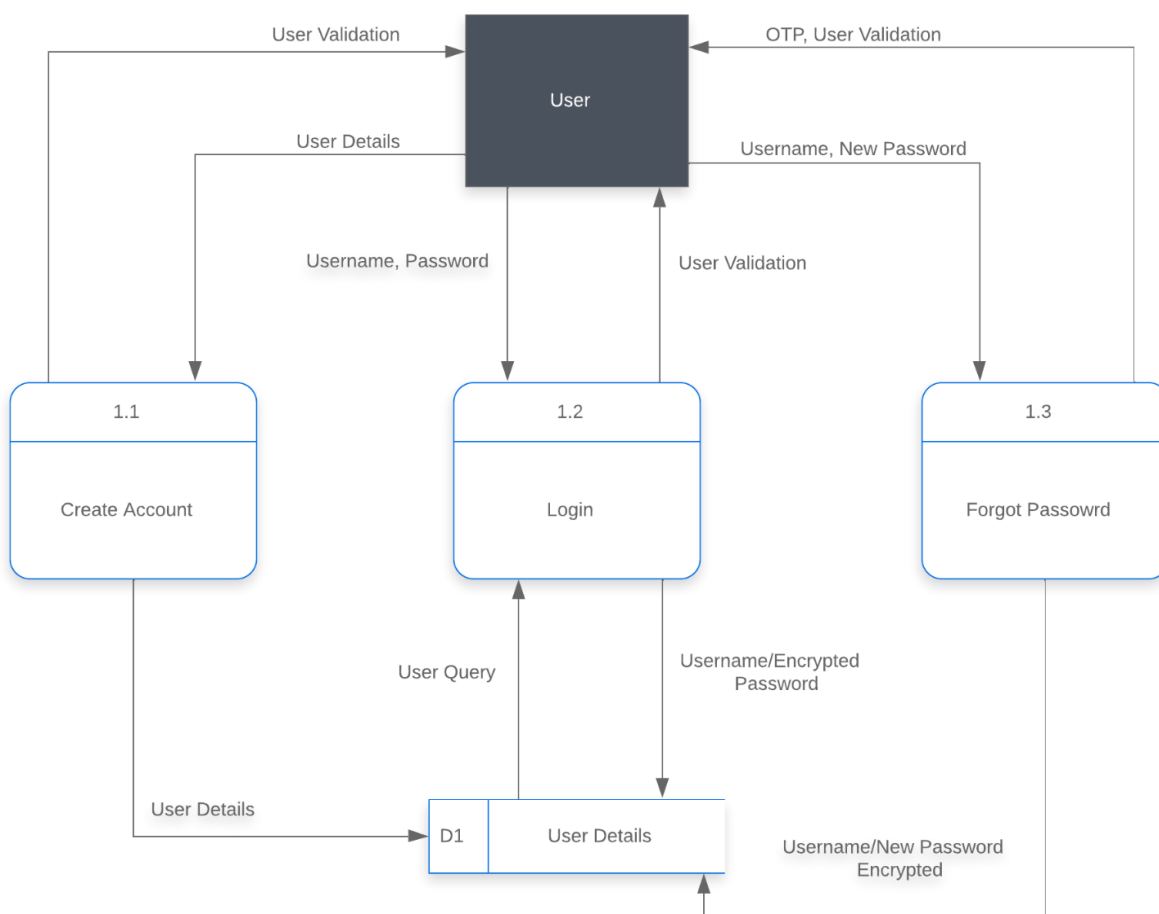 User Validation
OTP, User Validation
User
User Details
Username, New Password
Username, Password
User Validation
1.1
1.2
1.3
Create Account
Login
Forgot Passowrd
User Query
Username/Encrypted
Password
User Details
D1
User Details
Username/New Password
Encrypted